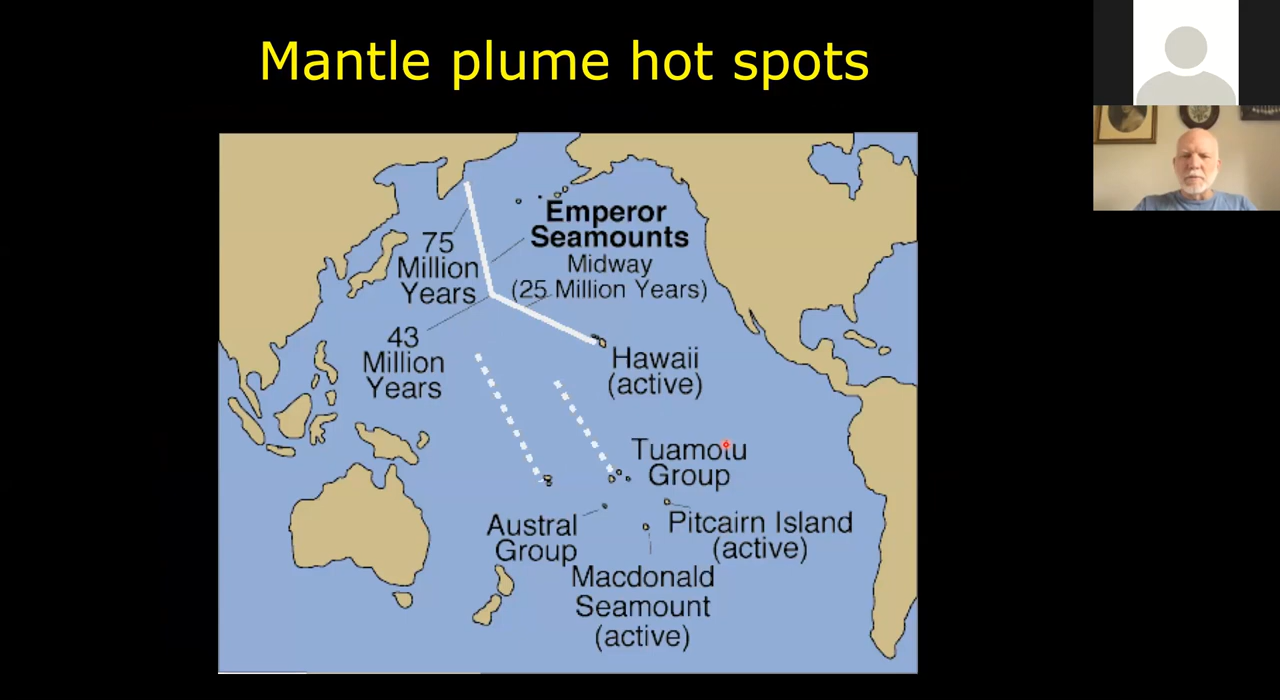 Mantle plume hot spots
Emperor
Seamounts
Midway
(25 Million Years)
75
Million
Years
43
Million
Years
Hawaii
(active)
Tuamotu
Group
Austral
Group
Pitcairn Island
(active)
Macdonald
Seamount
(active)